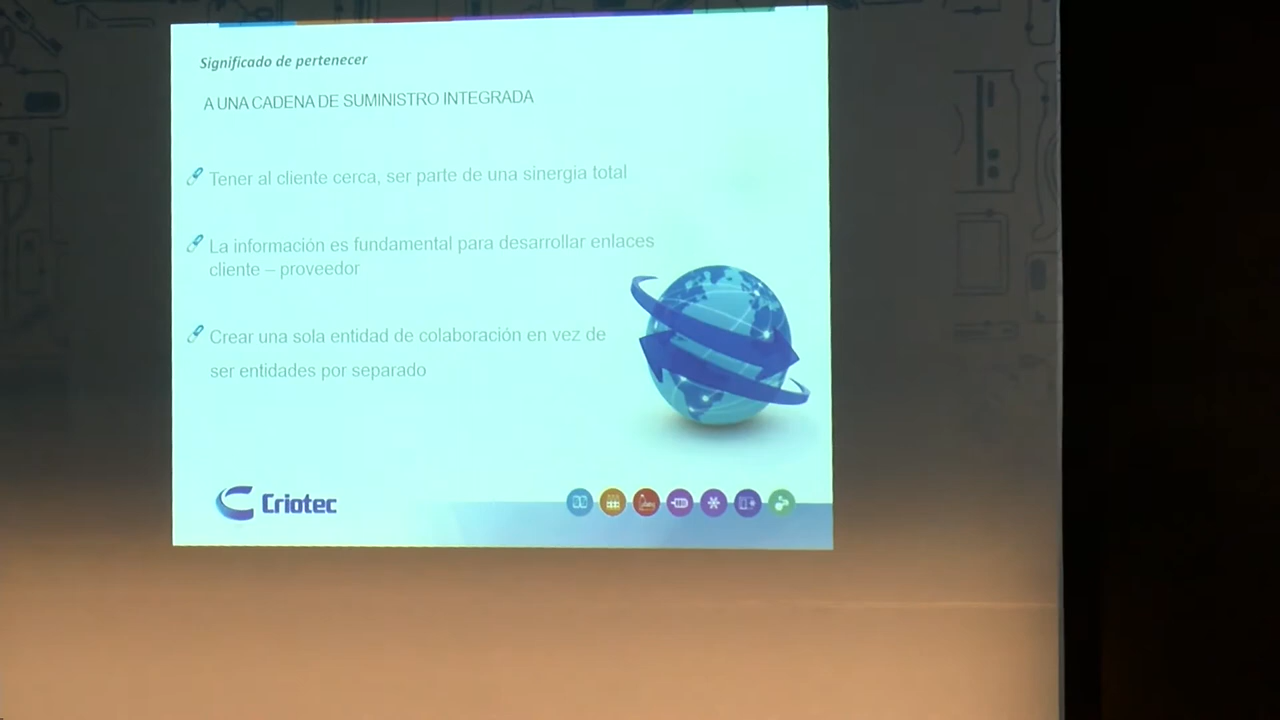 Significado de pertenecer
A UNA CADENA DE SUMINISTRO INTEGRADA
Tener al cliente cerca, ser parte de una sinergia total
La información es fundamental para desarrollar enlaces
cliente – proveedor
Crear una sola entidad de colaboración en vez de
ser entidades por separado
Criotec